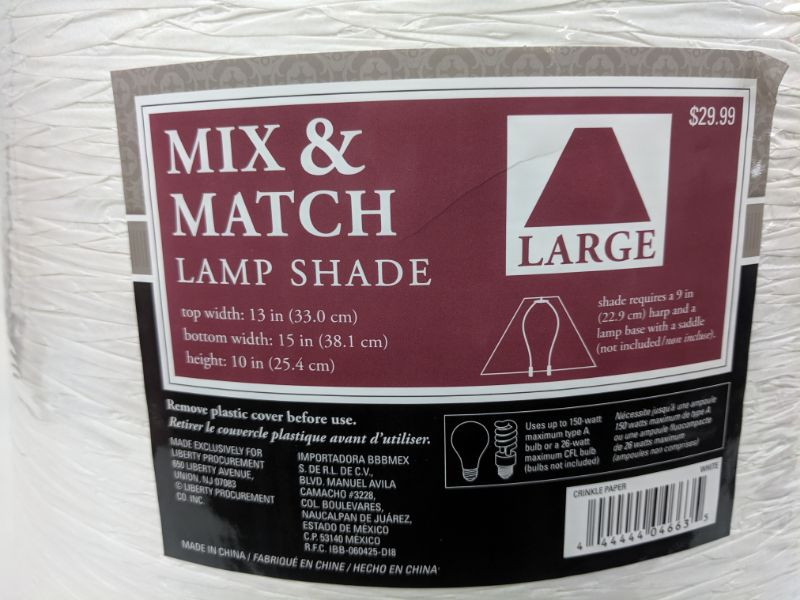 MIX &
MATCH
LAMP SHADE
top width: 13 in (33.0 cm)
bottom width: 15 in (38.1 cm)
height: 10 in (25.4 cm)
$29.99
LARGE
shade requires a 9 in
(22.9 cm) harp and a
lamp base with a saddle
(not included/non incluse).
Remove plastic cover before use.
Retirer le couvercle plastique avant d'utiliser.
MADE EXCLUSIVELY FOR
LIBERTY PROCUREMENT
650 LIBERTY AVENUE,
UNION, NJ 07083
© LIBERTY PROCUREMENT
CO. INC.
IMPORTADORA BBBMEX
S. DE R.L. DE C.V.,
BLVD. MANUEL AVILA
CAMACHO #3228,
COL. BOULEVARES,
NAUCALPAN DE JUÁREZ,
ESTADO DE MÉXICO
C.P. 53140 MÉXICO
R.F.C. IBB-060425-DI8
MADE IN CHINA / FABRIQUÉ EN CHINE / HECHO EN CHINA
Uses up to 150-watt
maximum type A
bulb or a 26-watt
maximum CFL bulb
(bulbs not included)
Nécessite jusqu'à une ampoule
150 watts maximum de type A
ou une ampoule fluocompacte
de 26 watts maximum
(ampoules non comprises)
CRINKLE PAPER
WHITE
4 44444 04663 5